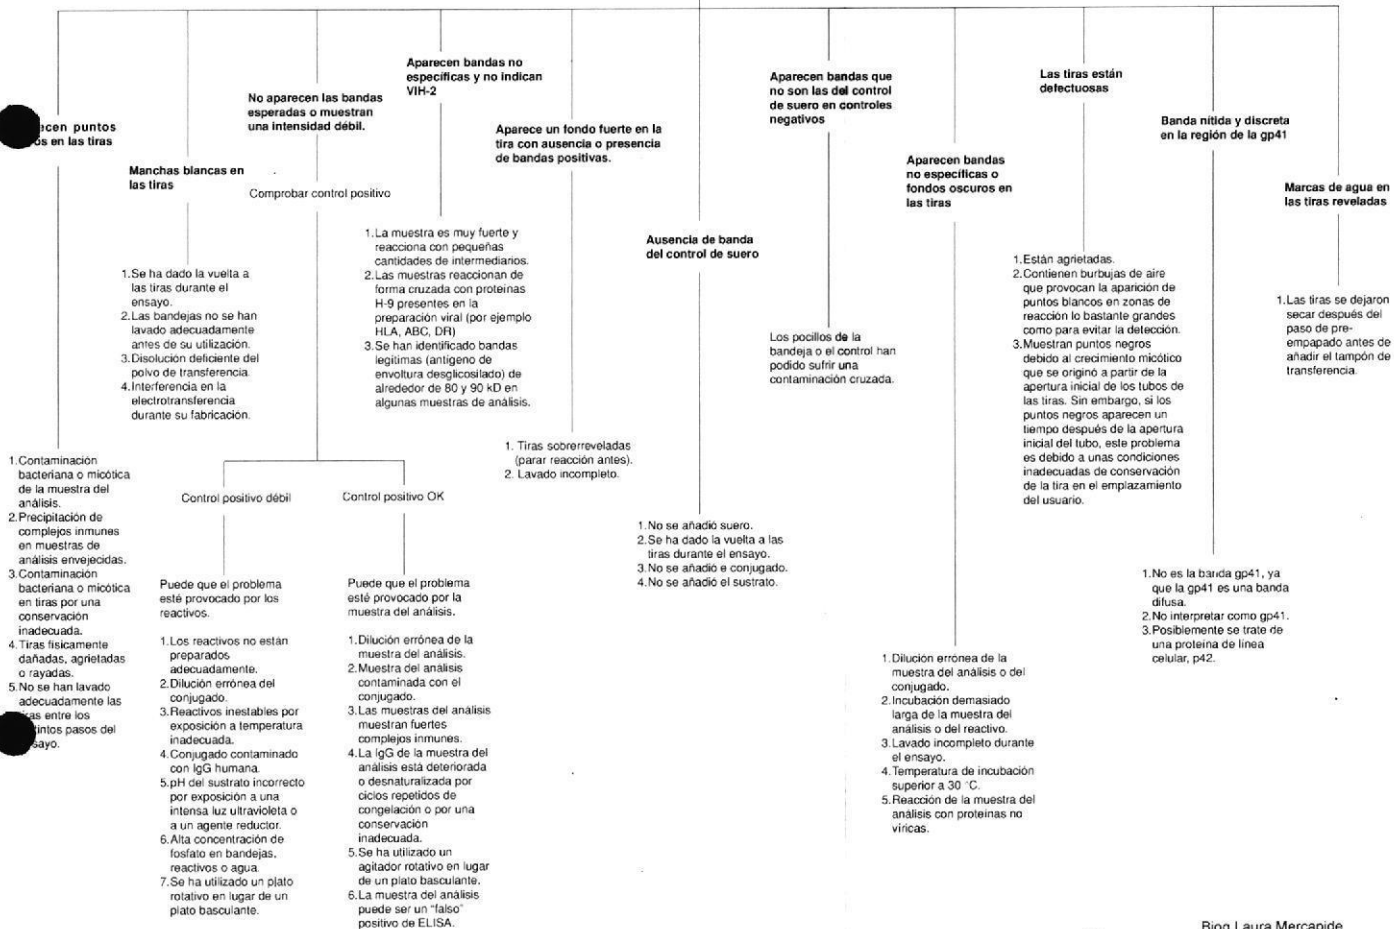 ecen puntos
os en las tiras
1.Contaminación
bacteriana o micótica
de la muestra del
análisis.
2.Precipitación de
complejos inmunes
en muestras de
análisis envejecidas.
3.Contaminación
bacteriana o micótica
en tiras por una
conservación
inadecuada.
4.Tiras físicamente
dañadas, agrietadas
o rayadas.
5.No se han lavado
adecuadamente las
entre los
pasos del
Manchas blancas en
las tiras
1.Se ha dado la vuelta a
las tiras durante el
ensayo.
2.Las bandejas no se han
lavado adecuadamente
antes de su utilización.
3.Disolución deficiente del
polvo de transferencia.
4.Interferencia en la
electrotransferencia
durante su fabricación.
No aparecen las bandas
esperadas o muestran
una intensidad débil.
Comprobar control positivo
Control positivo débil
Puede que el problema
esté provocado por los
reactivos.
1.Los reactivos no están
preparados
adecuadamente.
2.Dilución errónea del
conjugado.
3.Reactivos inestables por
exposición a temperatura
inadecuada.
4.Conjugado contaminado
con IgG humana.
5.pH del sustrato incorrecto
por exposición a una
intensa luz ultravioleta o
a un agente reductor.
6.Alta concentración de
fosfato en bandejas,
reactivos o agua.
7.Se ha utilizado un plato
rotativo en lugar de un
plato basculante.
Control positivo OK
Puede que el problema
esté provocado por la
muestra del análisis.
1.Dilución errónea de la
muestra del análisis.
2.Muestra del análisis
contaminada con el
conjugado.
3.Las muestras del análisis
muestran fuertes
complejos inmunes.
4.La IgG de la muestra del
análisis está deteriorada
o desnaturalizada por
ciclos repetidos de
congelación o por una
conservación
inadecuada.
5.Se ha utilizado un
agitador rotativo en lugar
de un plato basculante.
6.La muestra del análisis
puede ser un "falso"
positivo de ELISA.
Aparecen bandas no
específicas y no indican
VIH-2
1.La muestra es muy fuerte y
reacciona con pequeñas
cantidades de intermediarios.
2.Las muestras reaccionan de
forma cruzada con proteínas
H-9 presentes en la
preparación viral (por ejemplo
HLA, ABC, DR)
3.Se han identificado bandas
legítimas (antígeno de
envoltura desglicosilado) de
alrededor de 80 y 90 kD en
algunas muestras de análisis.
Aparece un fondo fuerte en la
tira con ausencia o presencia
de bandas positivas.
1. Tiras sobrerreveladas
(parar reacción antes).
2. Lavado incompleto.
Ausencia de banda
del control de suero
1.No se añadió suero.
2.Se ha dado la vuelta a las
tiras durante el ensayo.
3.No se añadió e conjugado.
4.No se añadió el sustrato.
Aparecen bandas que
no son las del control
de suero en controles
negativos
Los pocillos de la
bandeja o el control han
podido sufrir una
contaminación cruzada.
Aparecen bandas
no específicas o
fondos oscuros en
las tiras
1.Dilución errónea de la
muestra del análisis o del
conjugado.
2.Incubación demasiado
larga de la muestra del
análisis o del reactivo.
3.Lavado incompleto durante
el ensayo.
4.Temperatura de incubación
superior a 30 °C.
5.Reacción de la muestra del
análisis con proteínas no
víricas.
Las tiras están
defectuosas
1.Están agrietadas.
2.Contienen burbujas de aire
que provocan la aparición de
puntos blancos en zonas de
reacción lo bastante grandes
como para evitar la detección.
3.Muestran puntos negros
debido al crecimiento micótico
que se originó a partir de la
apertura inicial de los tubos de
las tiras. Sin embargo, si los
puntos negros aparecen un
tiempo después de la apertura
inicial del tubo, este problema
es debido a unas condiciones
inadecuadas de conservación
de la tira en el emplazamiento
del usuario.
Banda nítida y discreta
en la región de la gp41
1.No es la banda gp41, ya
que la gp41 es una banda
difusa.
2.No interpretar como gp41.
3.Posiblemente se trate de
una proteína de línea
celular, p42.
Marcas de agua en
las tiras reveladas
1.Las tiras se dejaron
secar después del
paso de pre-
empapado antes de
añadir el tampón de
transferencia.
Bioq Laura Mercapide